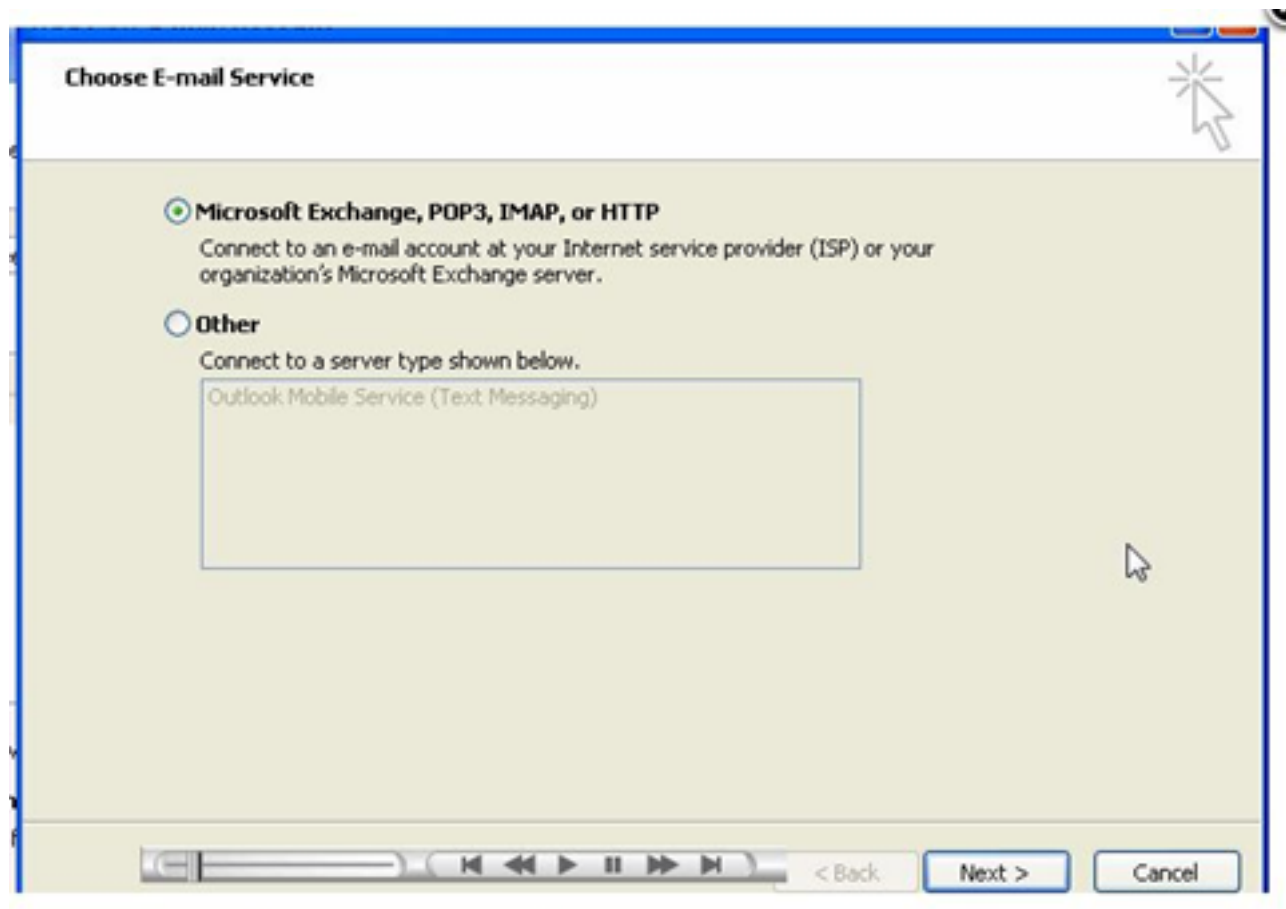 Choose E-mail Service
Microsoft Exchange, POP3, IMAP, or HTTP
Connect to an e-mail account at your Internet service provider (ISP) or your
organization's Microsoft Exchange server.
Other
Connect to a server type shown below.
Outlook Mobile Service (Text Messaging)
< Back
Next >
Cancel